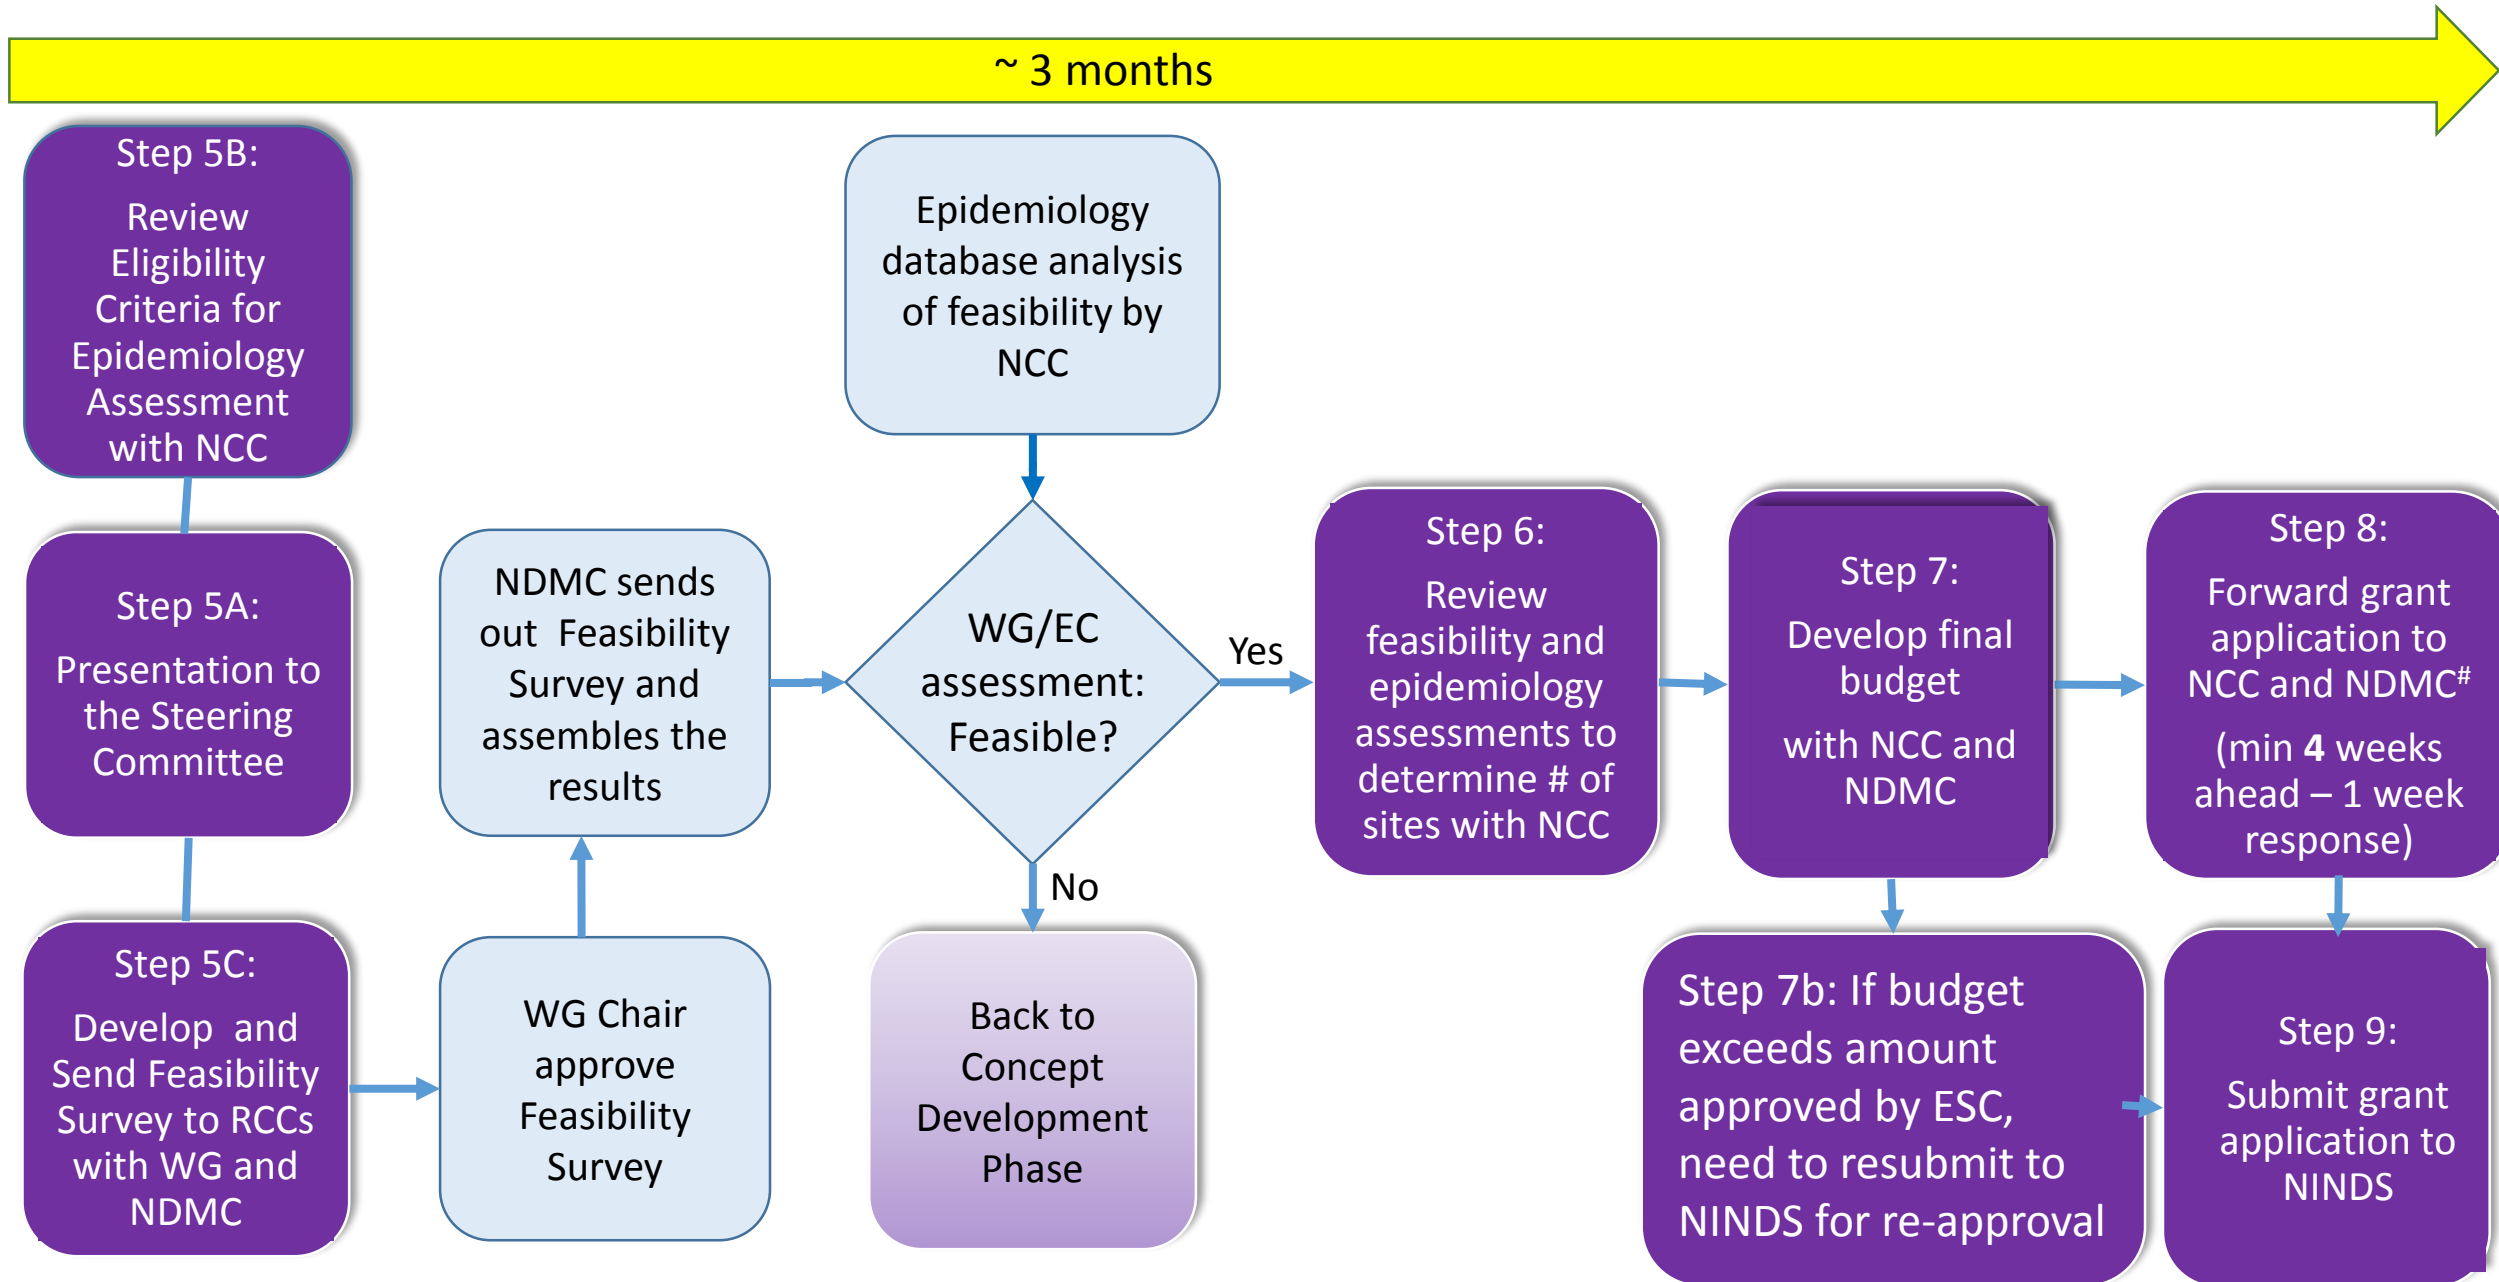 ~ 3 months
Step 5B:
Review
Eligibility
Criteria for
Epidemiology
Assessment
with NCC
Step 5A:
Presentation to
the Steering
Committee
Step 5C:
Develop  and
Send Feasibility
Survey to RCCs
with WG and
NDMC
WG Chair
approve
Feasibility
Survey
NDMC sends
out  Feasibility
Survey and
assembles the
results
Epidemiology
database analysis
of feasibility by
NCC
WG/EC
assessment:
Feasible?
Yes
No
Back to
Concept
Development
Phase
Step 6:
Review
feasibility and
epidemiology
assessments to
determine # of
sites with NCC
Step 7:
Develop final
budget
with NCC and
NDMC
Step 7b: If budget
exceeds amount
approved by ESC,
need to resubmit to
NINDS for re-approval
Step 8:
Forward grant
application to
NCC and NDMC#
(min 4 weeks
ahead – 1 week
response)
Step 9:
Submit grant
application to
NINDS